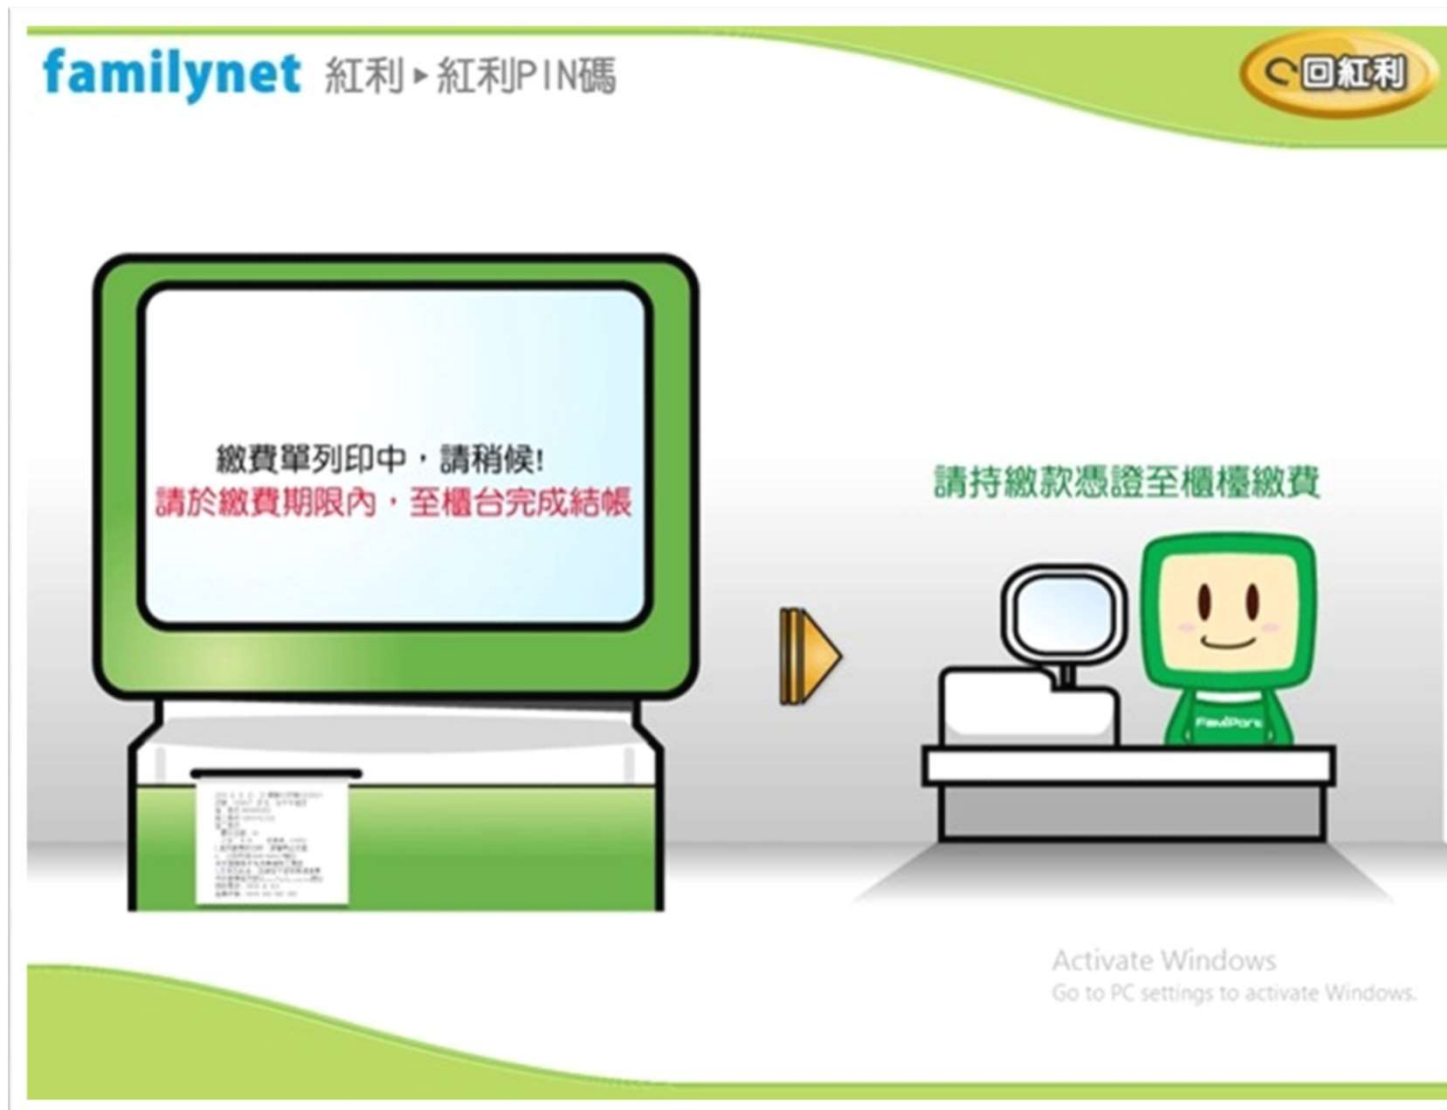 familynet 紅利▸紅利PIN碼
回紅利
繳費單列印中，請稍候!
請於繳費期限內，至櫃台完成結帳
請持繳款憑證至櫃檯繳費
FamiPort
Activate Windows
Go to PC settings to activate Windows.